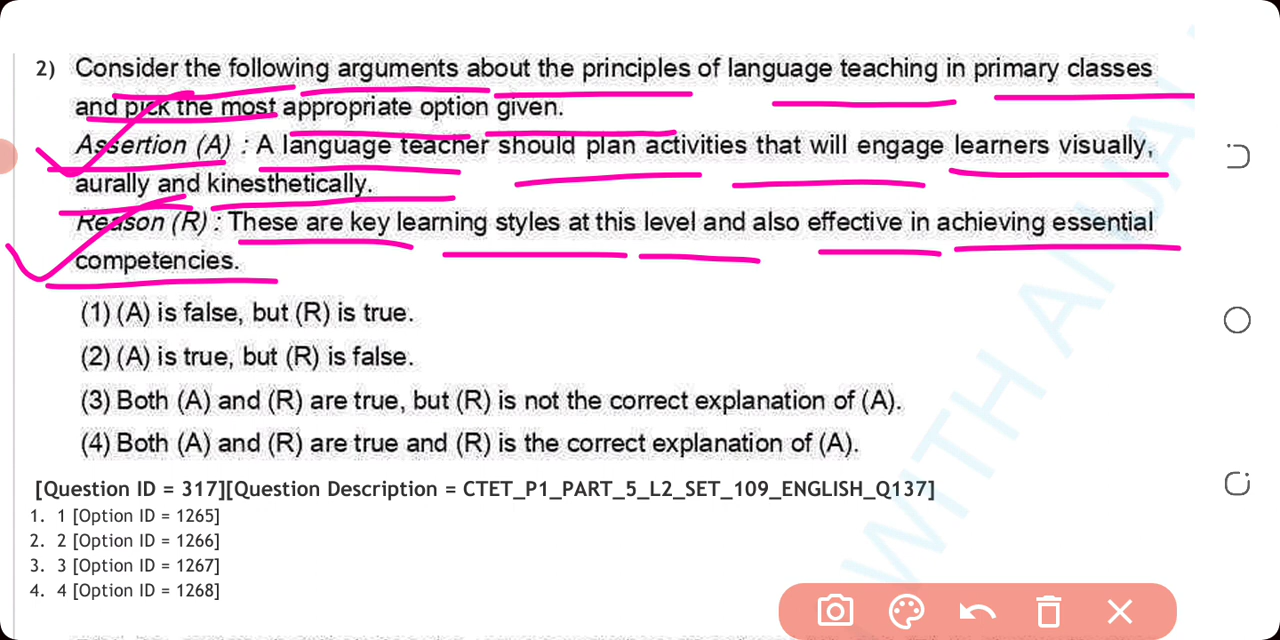 2) Consider the following arguments about the principles of language teaching in primary classes
and pick the most appropriate option given.
Assertion (A) : A language teacher should plan activities that will engage learners visually,
aurally and kinesthetically.
Reason (R) : These are key learning styles at this level and also effective in achieving essential
competencies.
(1) (A) is false, but (R) is true.
(2) (A) is true, but (R) is false.
(3) Both (A) and (R) are true, but (R) is not the correct explanation of (A).
(4) Both (A) and (R) are true and (R) is the correct explanation of (A).
[Question ID = 317][Question Description = CTET_P1_PART_5_L2_SET_109_ENGLISH_Q137]
1. 1 [Option ID = 1265]
2. 2 [Option ID = 1266]
3. 3 [Option ID = 1267]
4. 4 [Option ID = 1268]
WITH